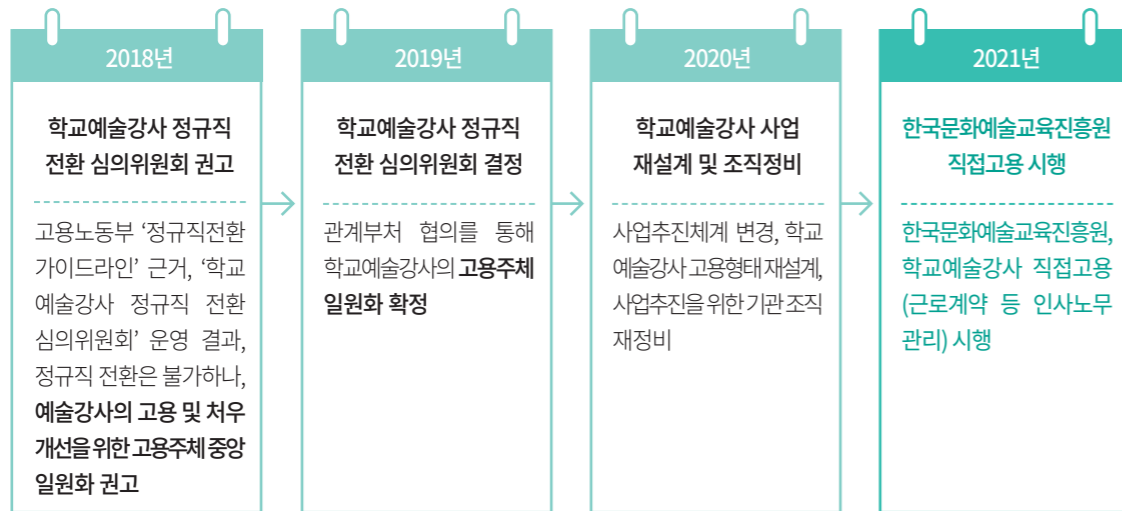 2018년
학교예술강사 정규직
전환 심의위원회 권고
고용노동부 ‘정규직전환
가이드라인’ 근거, ‘학교
예술강사 정규직 전환
심의위원회’ 운영 결과,
정규직 전환은 불가하나,
예술강사의 고용 및 처우
개선을 위한 고용주체 중앙
일원화 권고
2019년
학교예술강사 정규직
전환 심의위원회 결정
관계부처 협의를 통해
학교예술강사의 고용주체
일원화 확정
2020년
학교예술강사 사업
재설계 및 조직정비
사업추진체계 변경, 학교
예술강사 고용형태 재설계,
사업추진을 위한 기관 조직
재정비
2021년
한국문화예술교육진흥원
직접고용 시행
한국문화예술교육진흥원,
학교예술강사 직접고용
(근로계약 등 인사노무
관리) 시행